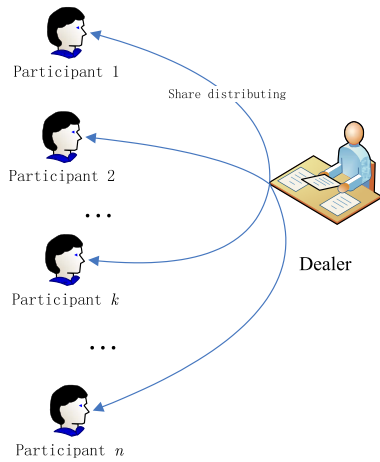 Participant 1
Share distributing
Participant 2
...
Participant k
Dealer
...
Participant n